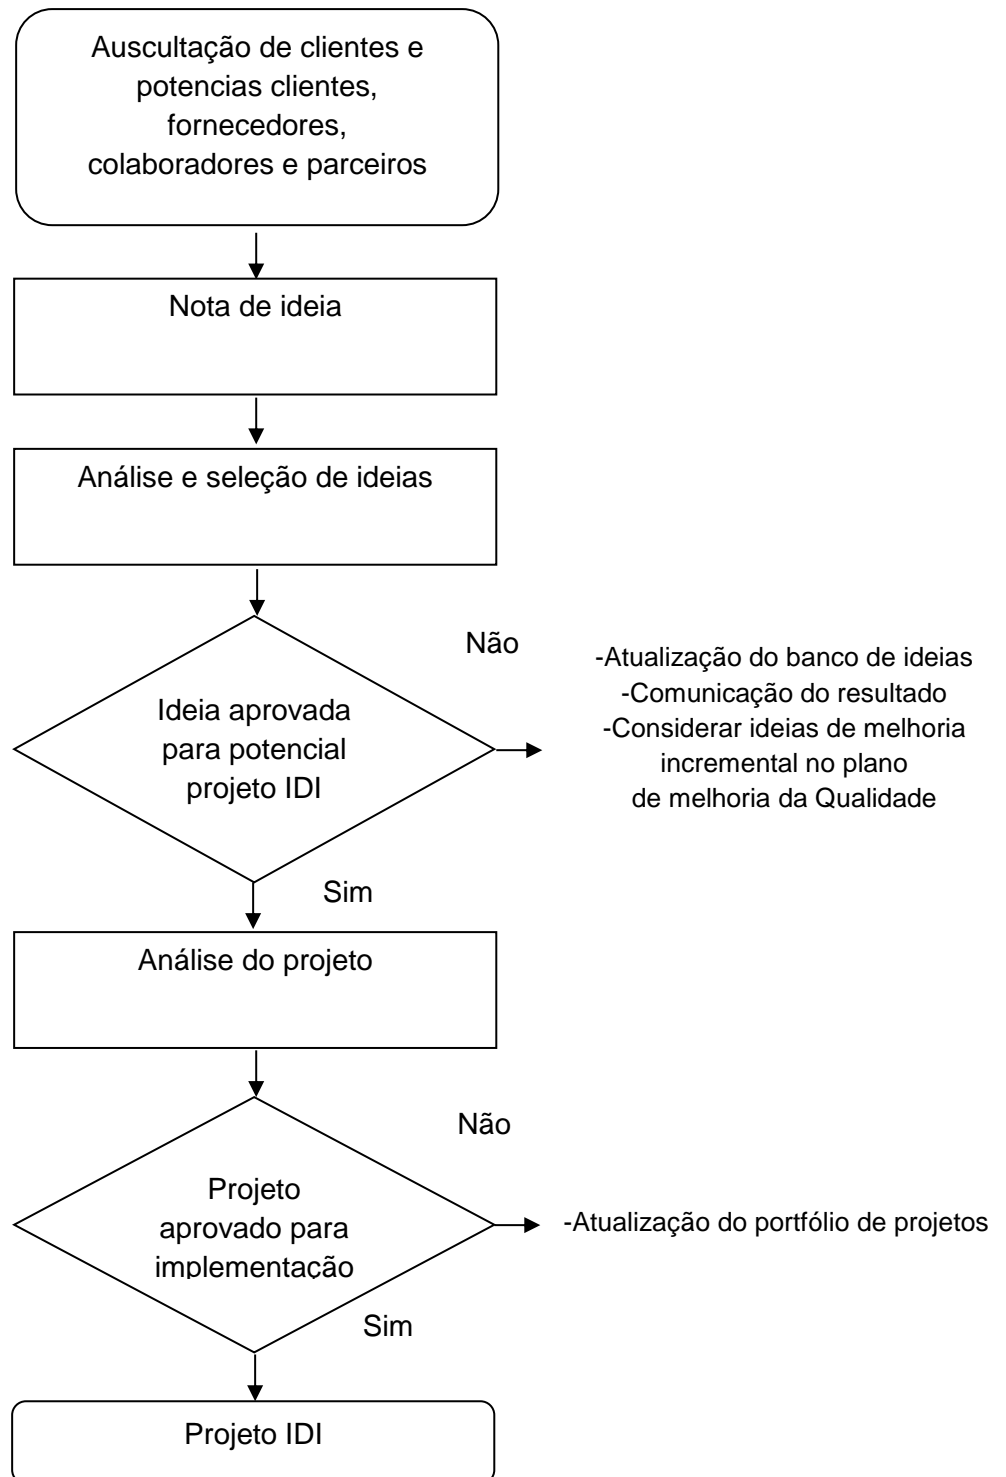 Auscultação de clientes e
potencias clientes,
fornecedores,
colaboradores e parceiros
Nota de ideia
Análise e seleção de ideias
Não
Ideia aprovada
para potencial
projeto IDI
-Atualização do banco de ideias
-Comunicação do resultado
-Considerar ideias de melhoria
incremental no plano
de melhoria da Qualidade
Sim
Análise do projeto
Não
Projeto
aprovado para
implementação
-Atualização do portfólio de projetos
Sim
Projeto IDI